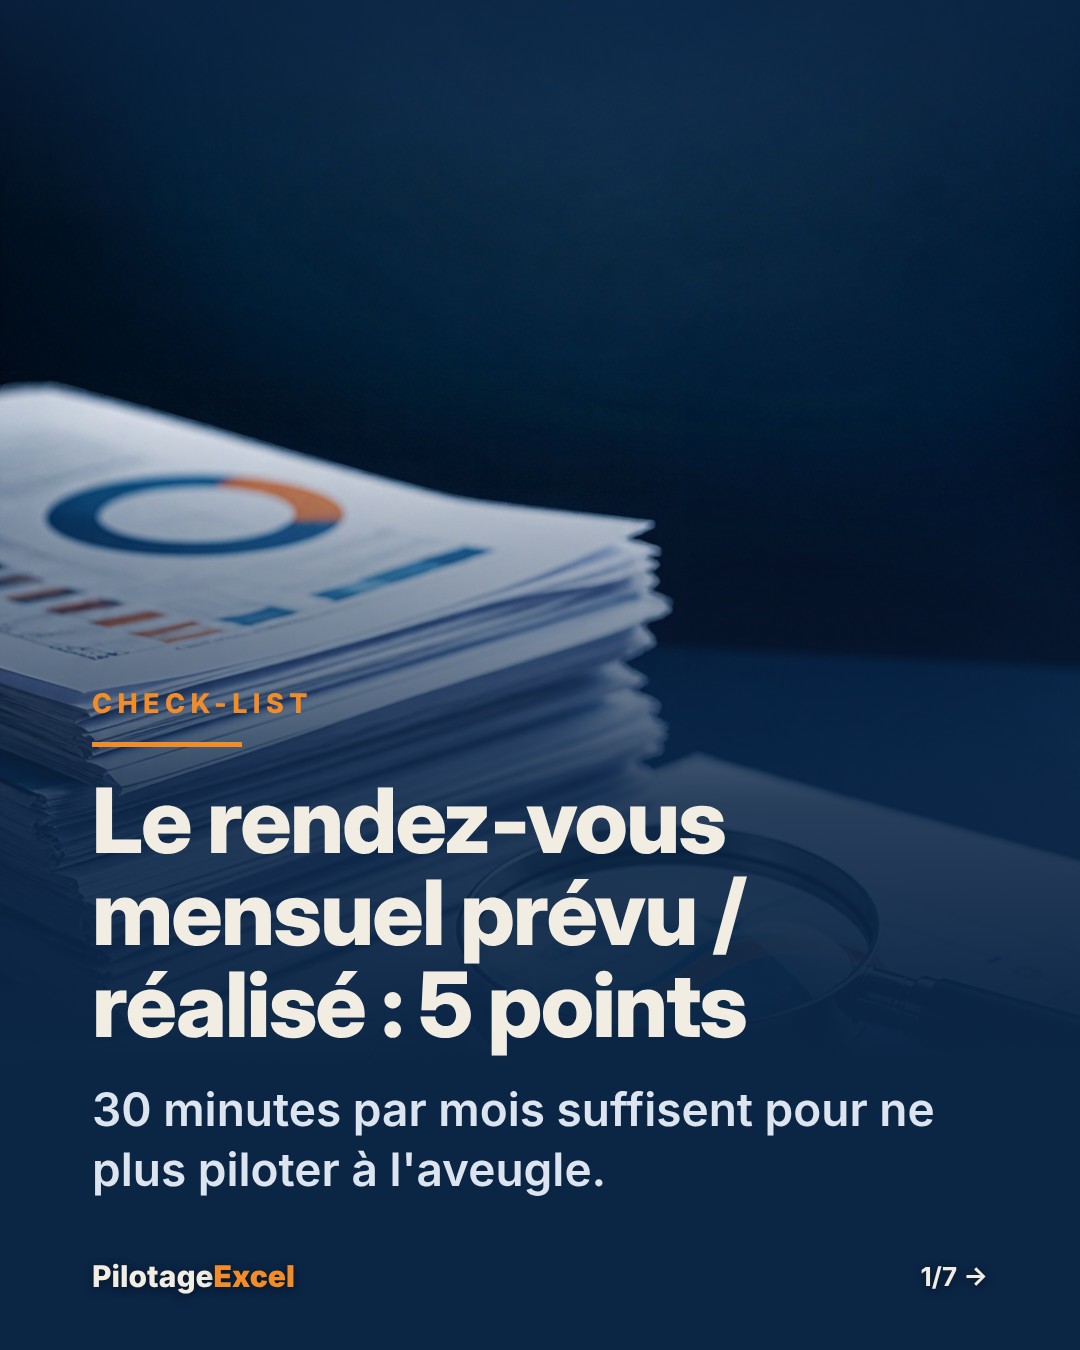 CHECK-LIST
Le rendez-vous
mensuel prévu /
réalisé : 5 points
30 minutes par mois suffisent pour ne
plus piloter à l'aveugle.
PilotageExcel
1/7 →